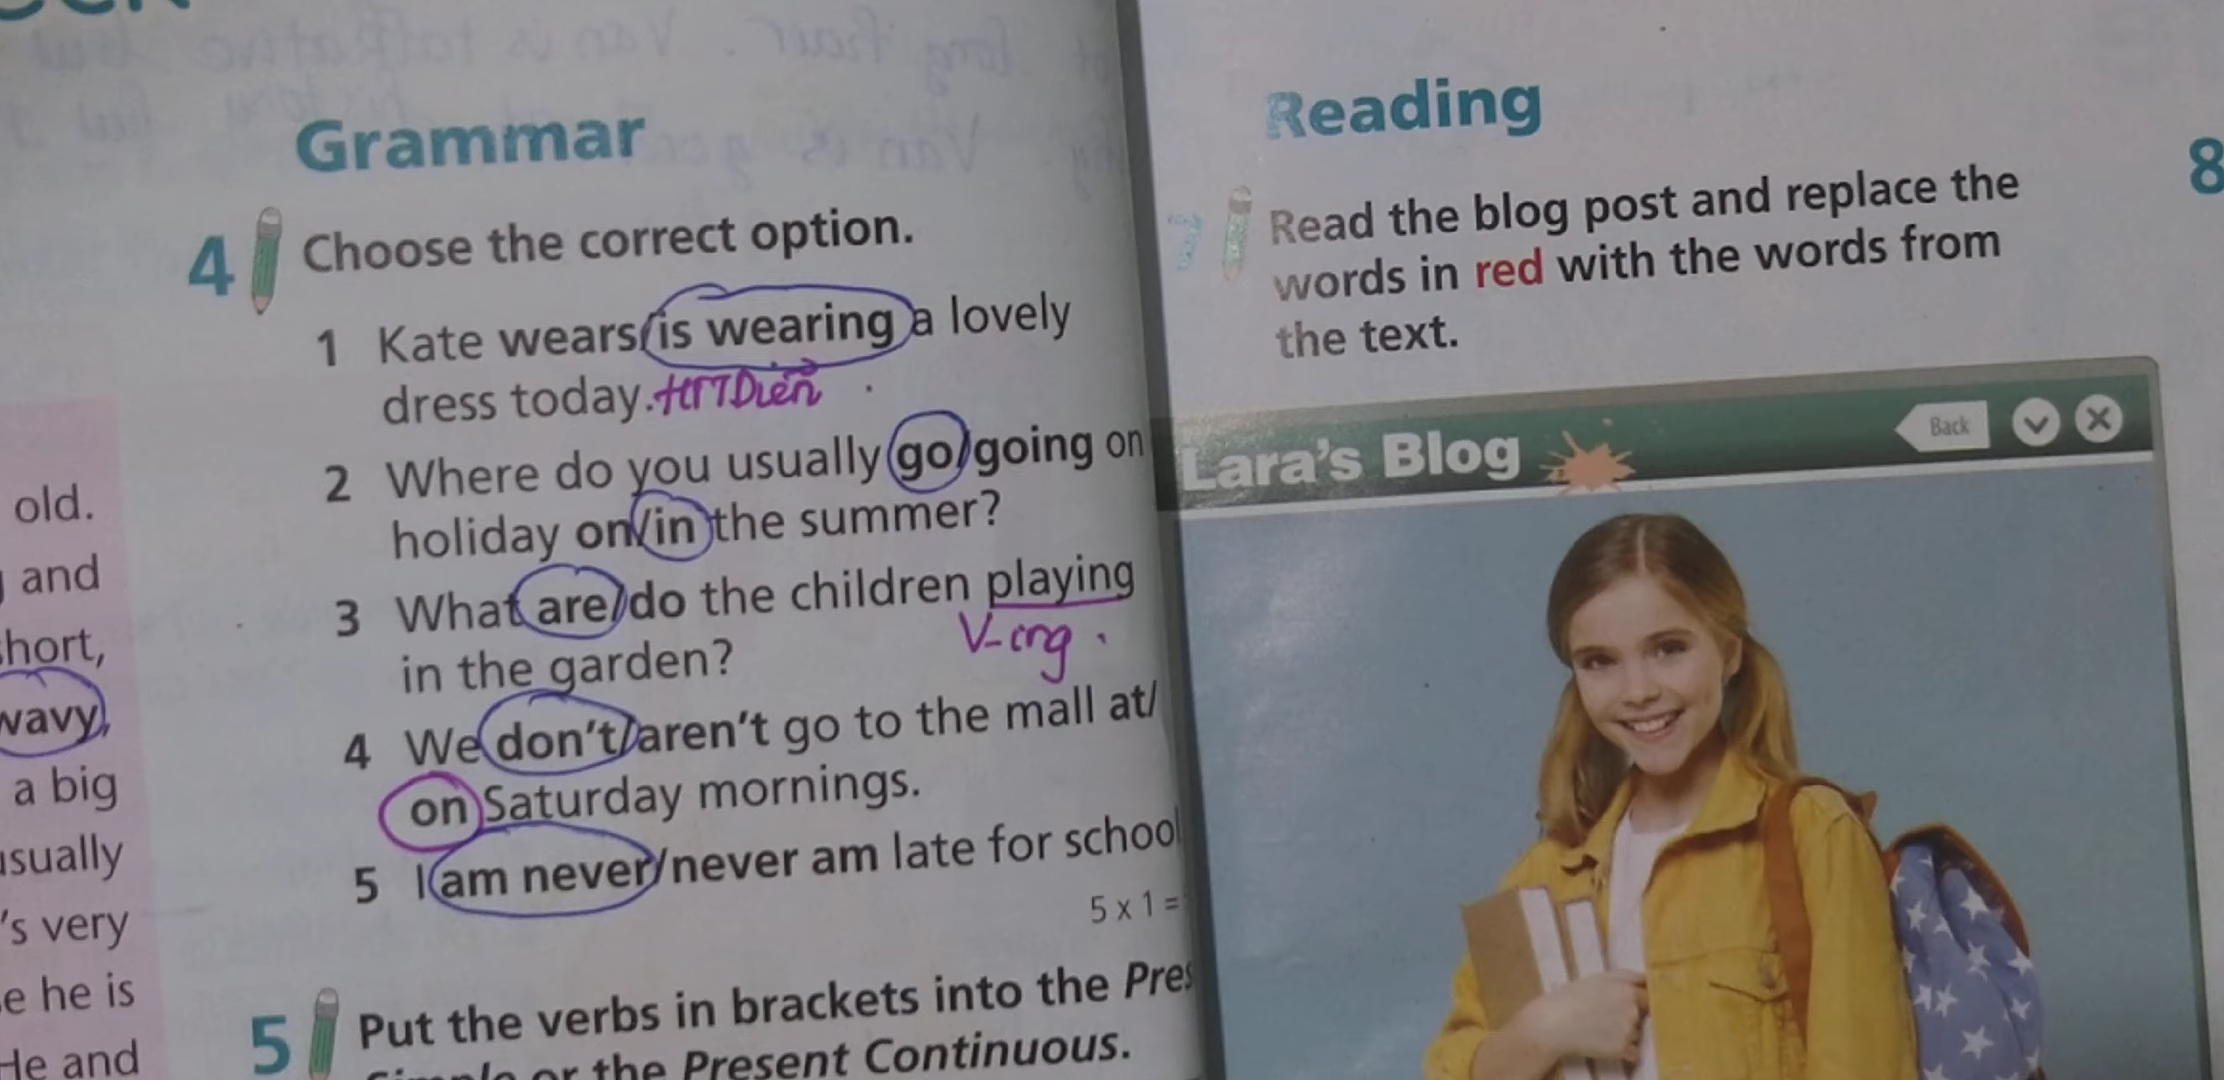 Grammar
4 Choose the correct option.
1 Kate wears/is wearing a lovely
dress today. HTTDiễn
2 Where do you usually go/going on
holiday on/in the summer?
3 What are/do the children playing
V-ing.
in the garden?
4 We don't/aren't go to the mall at/
on Saturday mornings.
5 I am never/never am late for school
5 x 1 =
5 Put the verbs in brackets into the Pres
or the Present Continuous.
old.
and
hort,
wavy,
a big
usually
's very
e he is
He and
Reading
7 Read the blog post and replace the
words in red with the words from
the text.
Lara's Blog
Back
8